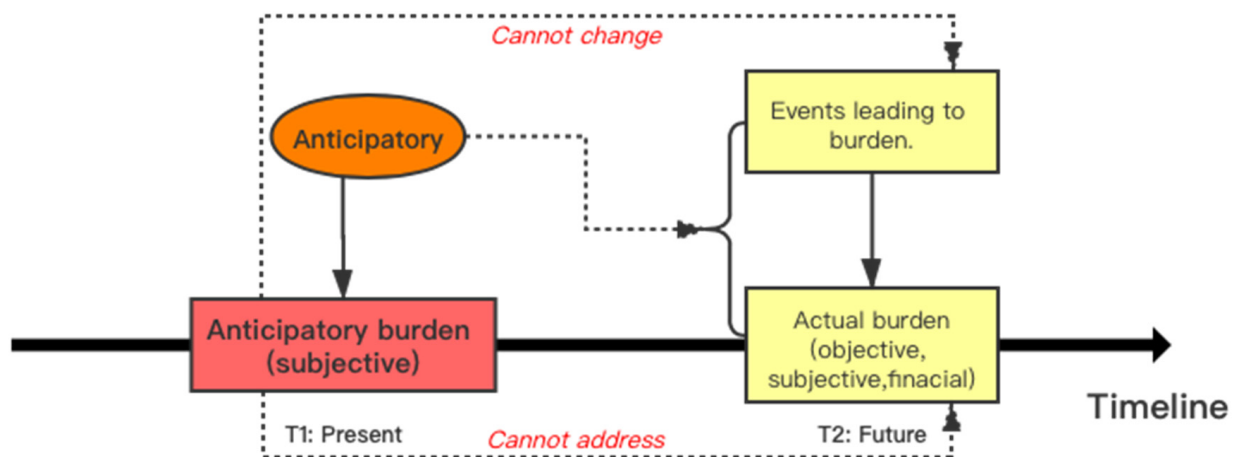 Cannot change
Events leading to
burden.
Anticipatory
Anticipatory burden
(subjective)
Actual burden
(objective,
subjective,finacial)
Timeline
T1: Present
Cannot address
T2: Future